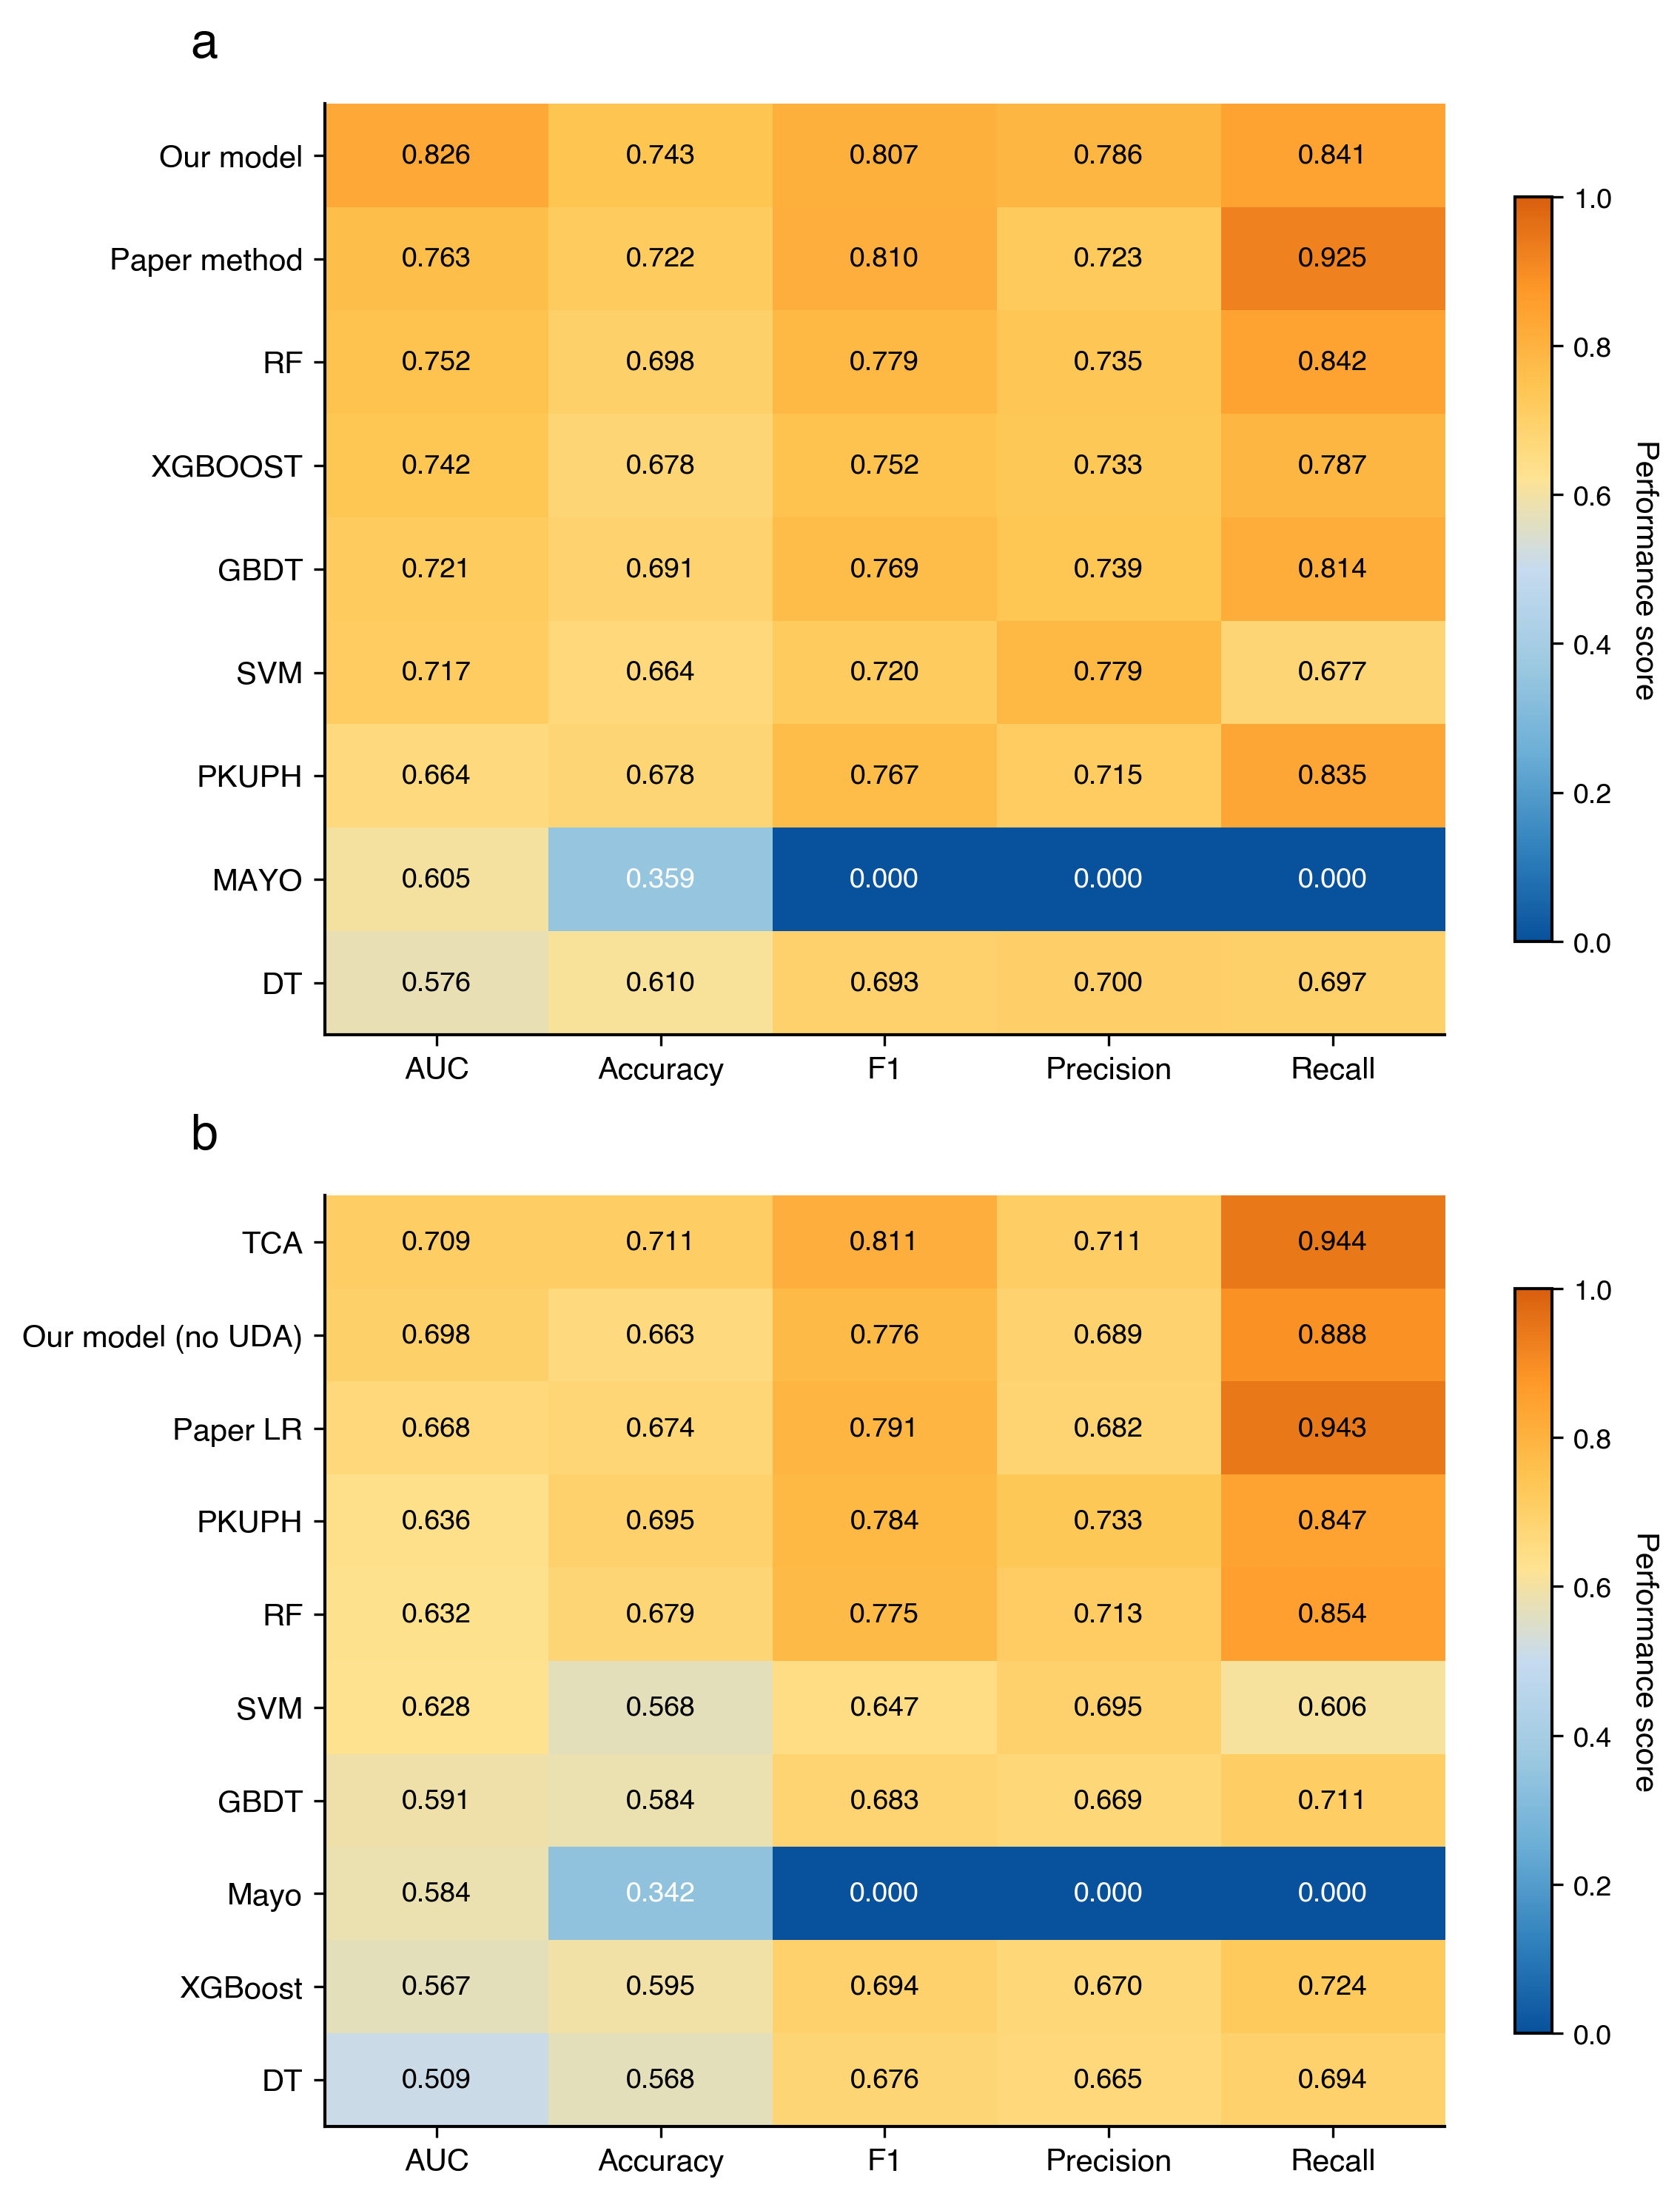 a
Our model 0.826 0.743 0.807 0.786 0.841
Paper method 0.763 0.722 0.810 0.723 0.925
RF 0.752 0.698 0.779 0.735 0.842
XGBOOST 0.742 0.678 0.752 0.733 0.787
GBDT 0.721 0.691 0.769 0.739 0.814
SVM 0.717 0.664 0.720 0.779 0.677
PKUPH 0.664 0.678 0.767 0.715 0.835
MAYO 0.605 0.359 0.000 0.000 0.000
DT 0.576 0.610 0.693 0.700 0.697
AUC Accuracy F1 Precision Recall
1.0
0.8
0.6
0.4
0.2
0.0
Performance score
b
TCA 0.709 0.711 0.811 0.711 0.944
Our model (no UDA) 0.698 0.663 0.776 0.689 0.888
Paper LR 0.668 0.674 0.791 0.682 0.943
PKUPH 0.636 0.695 0.784 0.733 0.847
RF 0.632 0.679 0.775 0.713 0.854
SVM 0.628 0.568 0.647 0.695 0.606
GBDT 0.591 0.584 0.683 0.669 0.711
Mayo 0.584 0.342 0.000 0.000 0.000
XGBoost 0.567 0.595 0.694 0.670 0.724
DT 0.509 0.568 0.676 0.665 0.694
AUC Accuracy F1 Precision Recall
1.0
0.8
0.6
0.4
0.2
0.0
Performance score